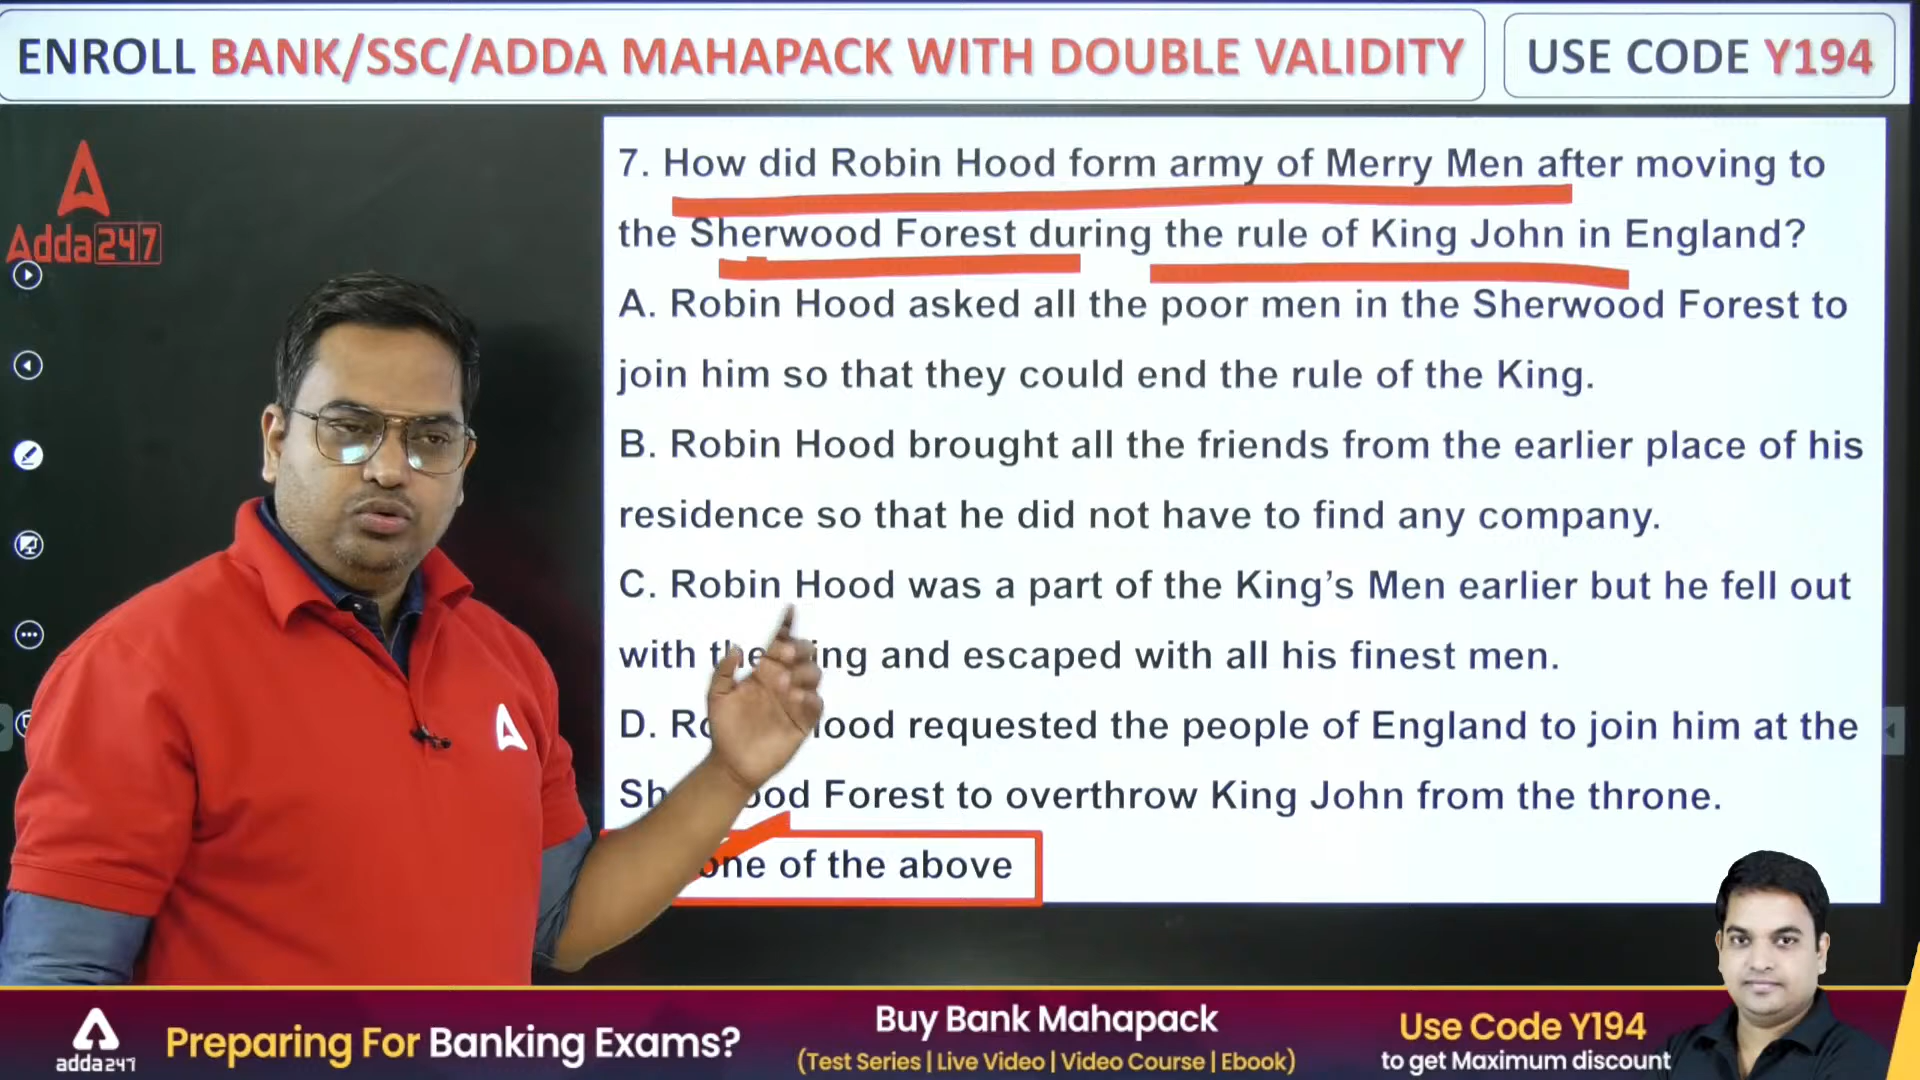 ENROLL BANK/SSC/ADDA MAHAPACK WITH DOUBLE VALIDITY
USE CODE Y194
Adda247
7. How did Robin Hood form army of Merry Men after moving to
the Sherwood Forest during the rule of King John in England?
A. Robin Hood asked all the poor men in the Sherwood Forest to
join him so that they could end the rule of the King.
B. Robin Hood brought all the friends from the earlier place of his
residence so that he did not have to find any company.
C. Robin Hood was a part of the King’s Men earlier but he fell out
with the ing and escaped with all his finest men.
D. Ro ood requested the people of England to join him at the
Sh ood Forest to overthrow King John from the throne.
one of the above
adda247
Preparing For Banking Exams?
Buy Bank Mahapack
(Test Series | Live Video | Video Course | Ebook)
Use Code Y194
to get Maximum discount